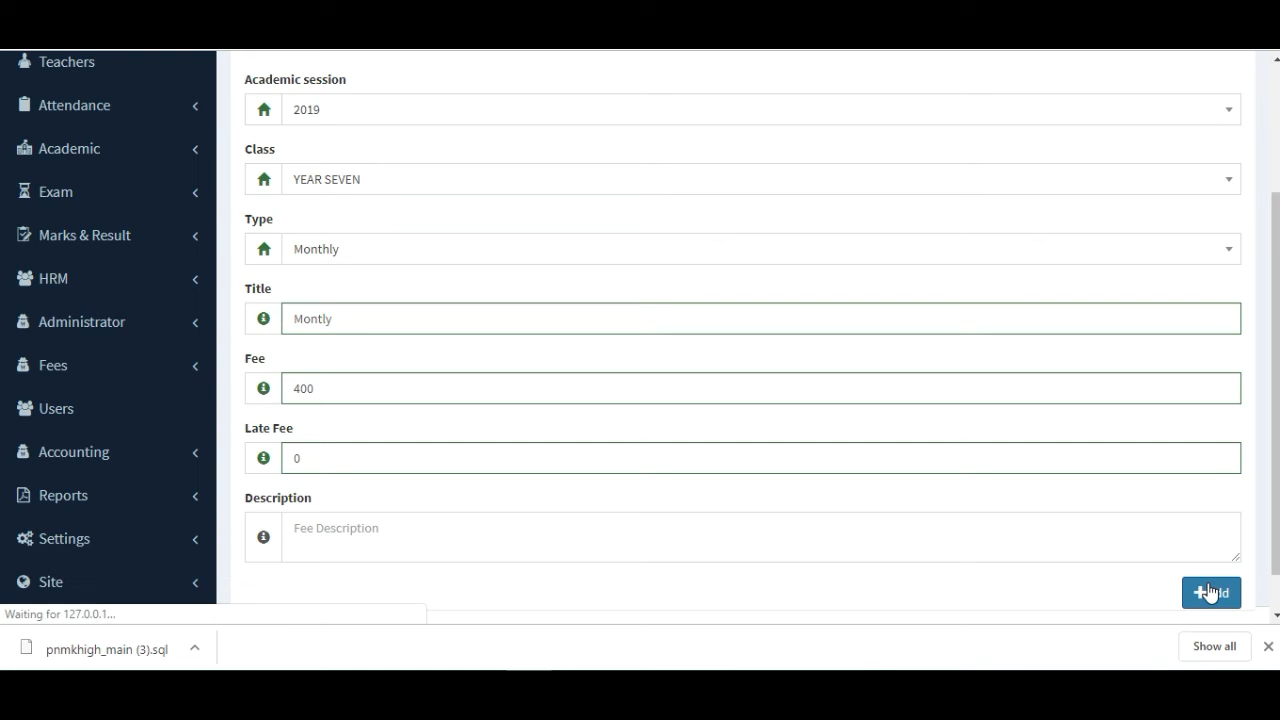 Teachers
Attendance
Academic
Exam
Marks & Result
HRM
Administrator
Fees
Users
Accounting
Reports
Settings
Site
Academic session
2019
Class
YEAR SEVEN
Type
Monthly
Title
Montly
Fee
400
Late Fee
0
Description
Fee Description
Waiting for 127.0.0.1...
pnmkhigh_main (3).sql
Show all